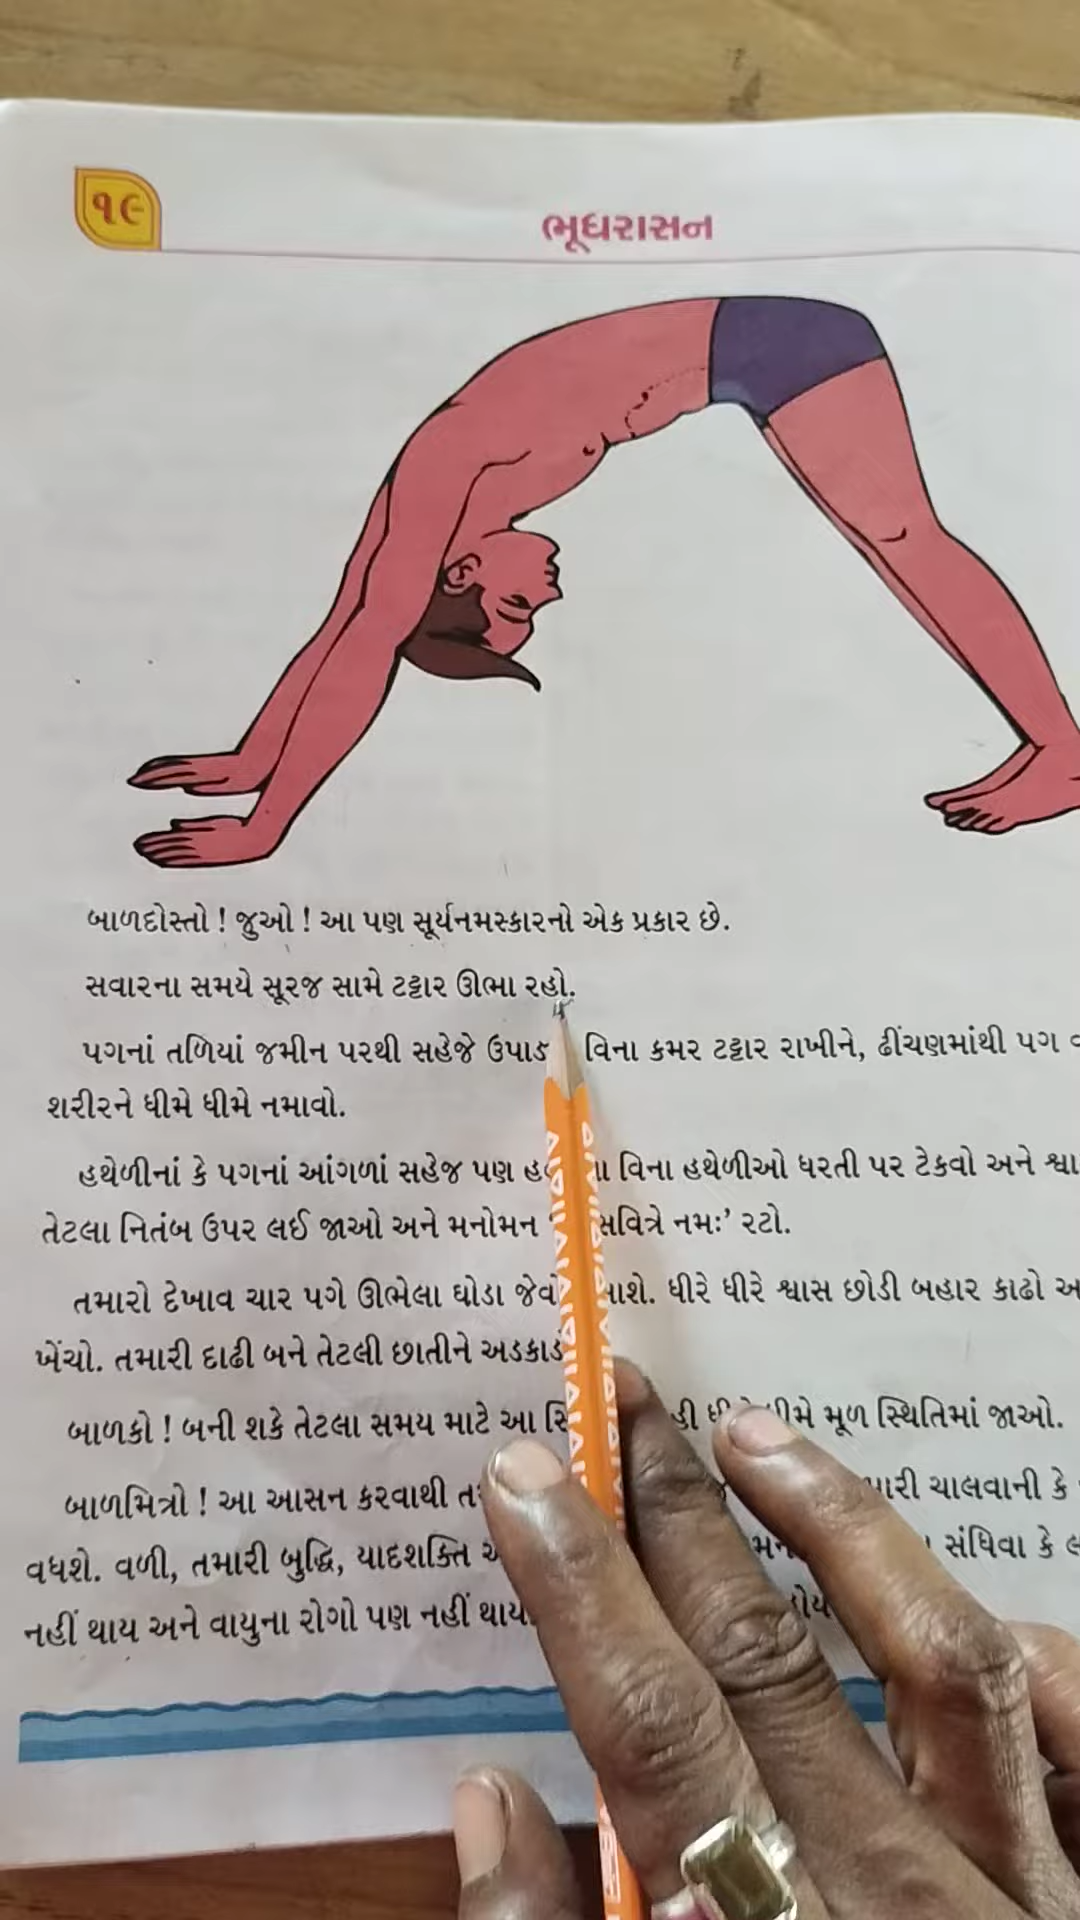 ૧૯
ભૂધરાસન
બાળદોસ્તો ! જુઓ ! આ પણ સૂર્યનમસ્કારનો એક પ્રકાર છે.
સવારના સમયે સૂરજ સામે ટટ્ટાર ઊભા રહો.
પગનાં તળિયાં જમીન પરથી સહેજે વિના કમર ટટ્ટાર રાખીને, ઢીંચણમાંથી પગ
શરીરને ધીમે ધીમે નમાવો.
હથેળીનાં કે પગનાં આંગળાં સહેજ પણ વિના હથેળીઓ ધરતી પર ટેકવો અને
તેટલા નિતંબ ઉપર લઈ જાઓ અને મનોમન સવિત્રે નમઃ’ રટો.
તમારો દેખાવ ચાર પગે ઊભેલા ઘોડા ધીરે ધીરે શ્વાસ છોડી બહાર કાઢો
ખેંચો. તમારી દાઢી બને તેટલી છાતીને
બાળકો ! બની શકે તેટલા સમય માટે આ મૂળ સ્થિતિમાં જાઓ.
બાળમિત્રો ! આ આસન કરવાથી ચાલવાની કે
વધશે. વળી, તમારી બુદ્ધિ, યાદશક્તિ સંધિવા કે
નહીં થાય અને વાયુના રોગો પણ નહીં થાય